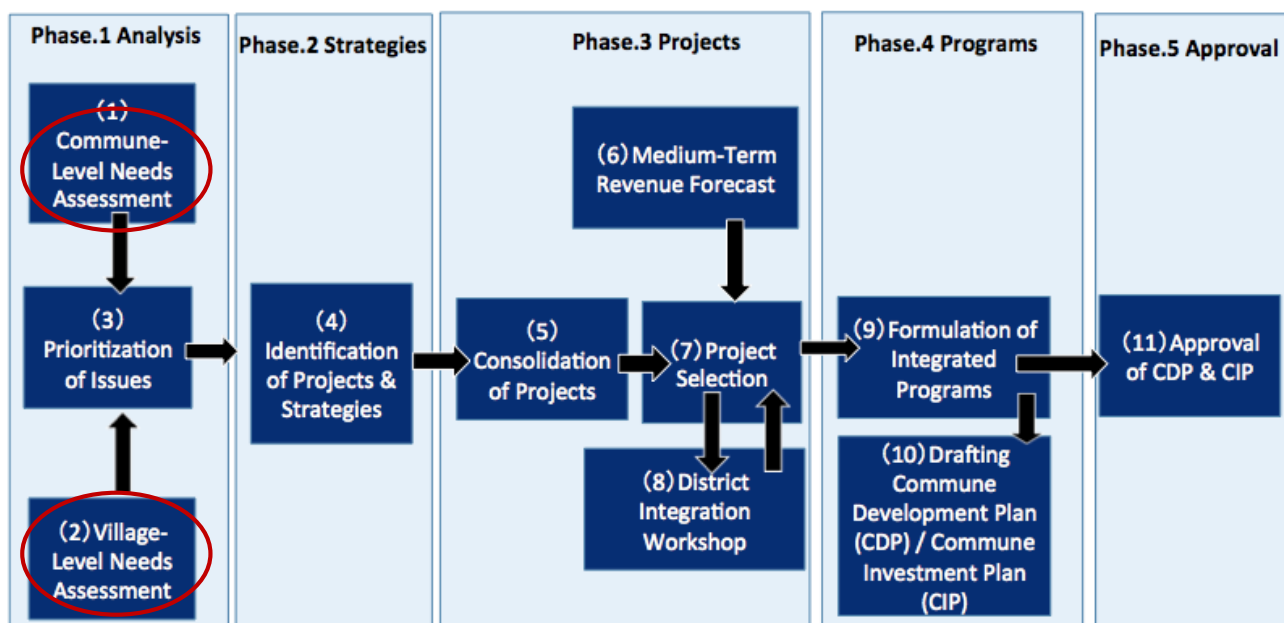 Phase.1 Analysis
(1)
Commune-
Level Needs
Assessment
(3)
Prioritization
of Issues
(2) Village-
Level Needs
Assessment
Phase.2 Strategies
(4)
Identification
of Projects &
Strategies
Phase.3 Projects
(5)
Consolidation
of Projects
(6) Medium-Term
Revenue Forecast
(7) Project
Selection
(8) District
Integration
Workshop
Phase.4 Programs
(9) Formulation of
Integrated
Programs
(10) Drafting
Commune
Development Plan
(CDP) / Commune
Investment Plan
(CIP)
Phase.5 Approval
(11) Approval
of CDP & CIP